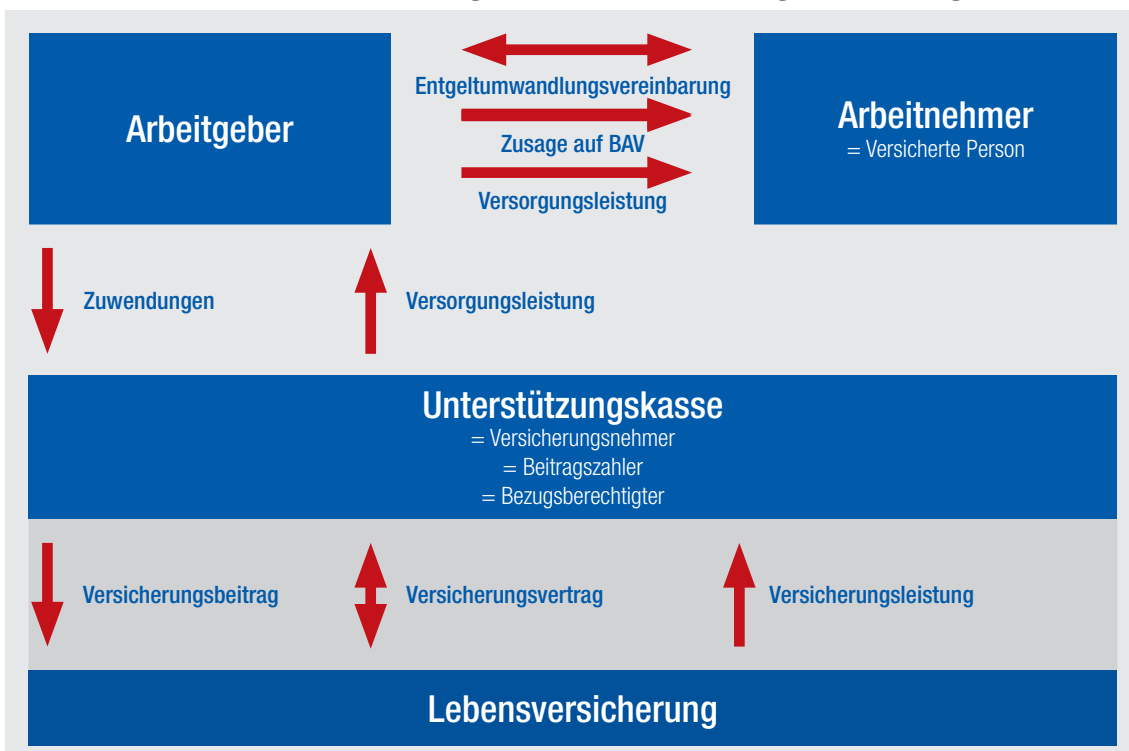 Entgeltumwandlungsvereinbarung
Arbeitgeber
Zusage auf BAV
Arbeitnehmer
= Versicherte Person
Versorgungsleistung
Zuwendungen
Versorgungsleistung
Unterstützungskasse
= Versicherungsnehmer
= Beitragszahler
= Bezugsberechtigter
Versicherungsbeitrag
Versicherungsvertrag
Versicherungsleistung
Lebensversicherung